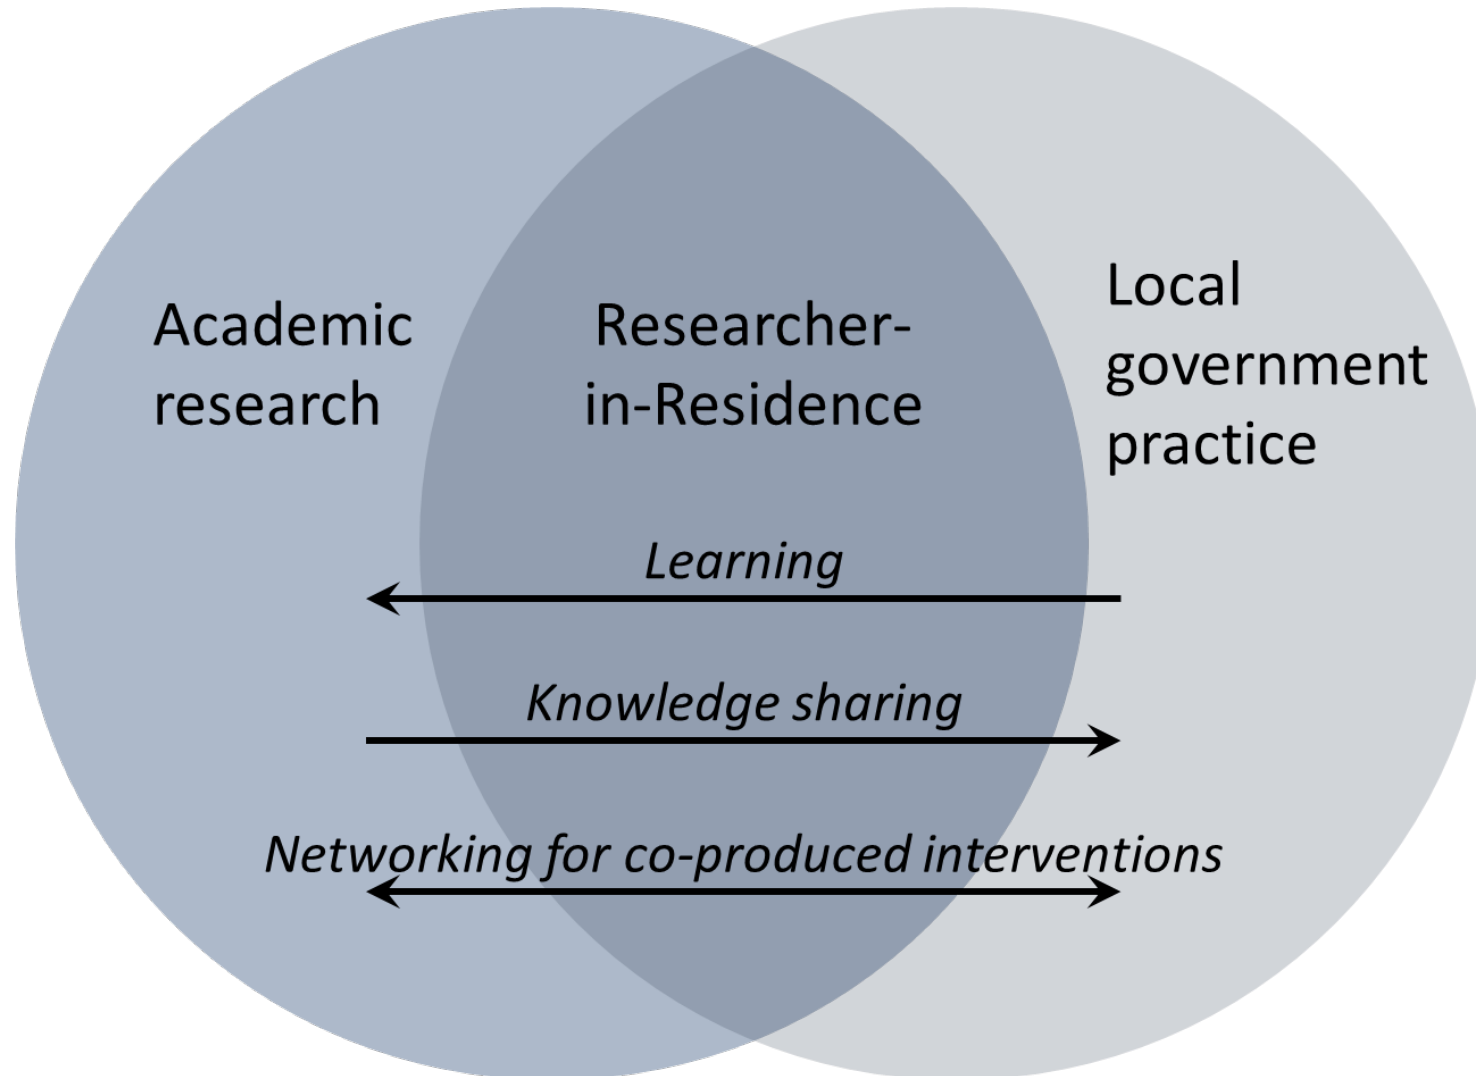 Academic
research
Researcher-
in-Residence
Local
government
practice
Learning
Knowledge sharing
Networking for co-produced interventions